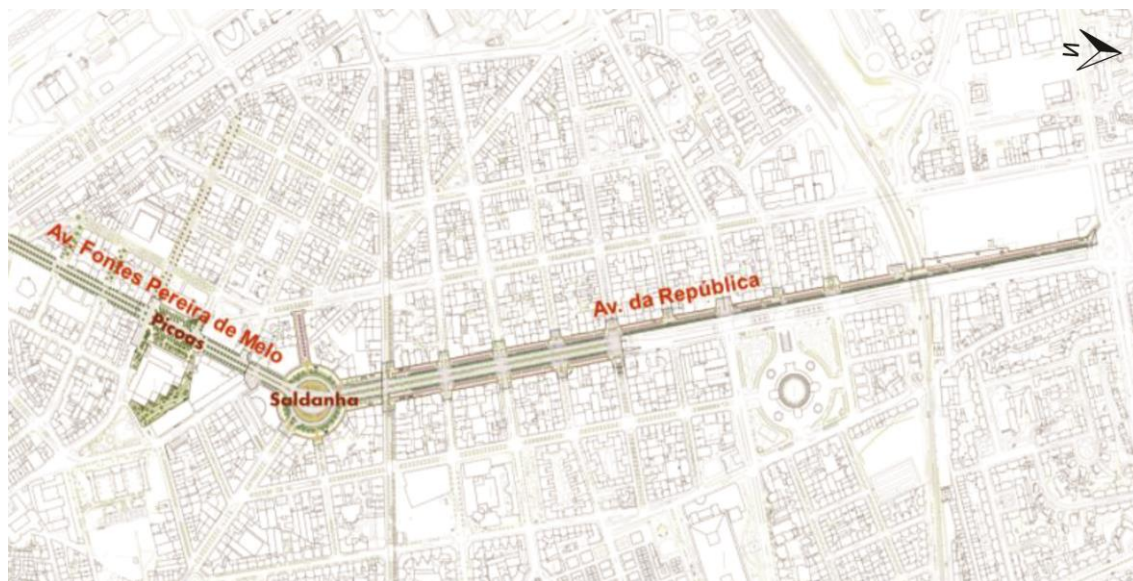 N
Av. Fontes Pereira de Melo
Picoas
Saldanha
Av. da República